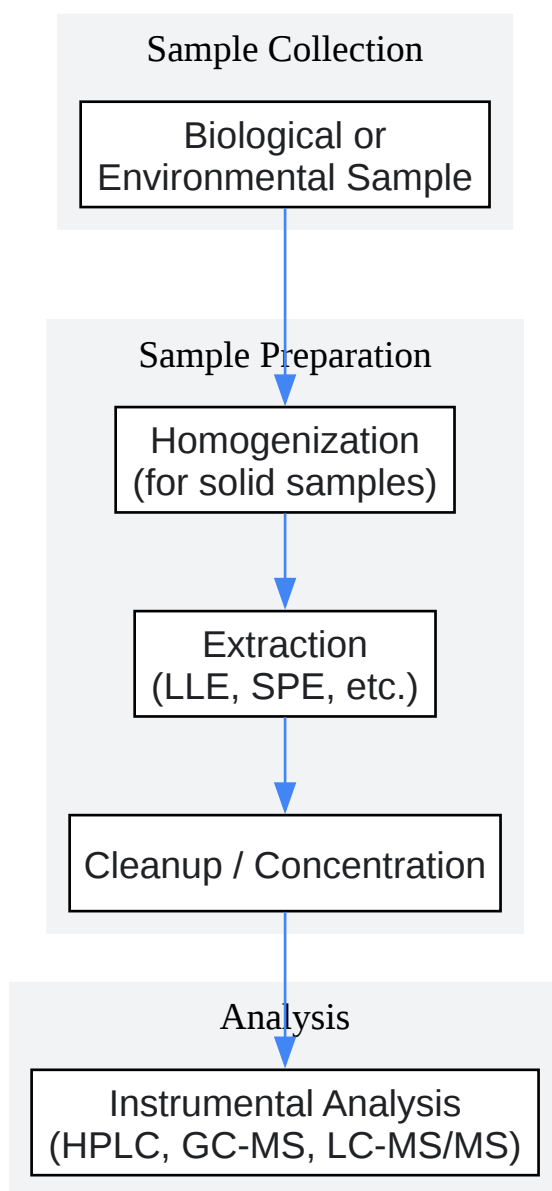 Sample Collection
Biological or
Environmental Sample
Sample Preparation
Homogenization
(for solid samples)
Extraction
(LLE, SPE, etc.)
Cleanup / Concentration
Analysis
Instrumental Analysis
(HPLC, GC-MS, LC-MS/MS)